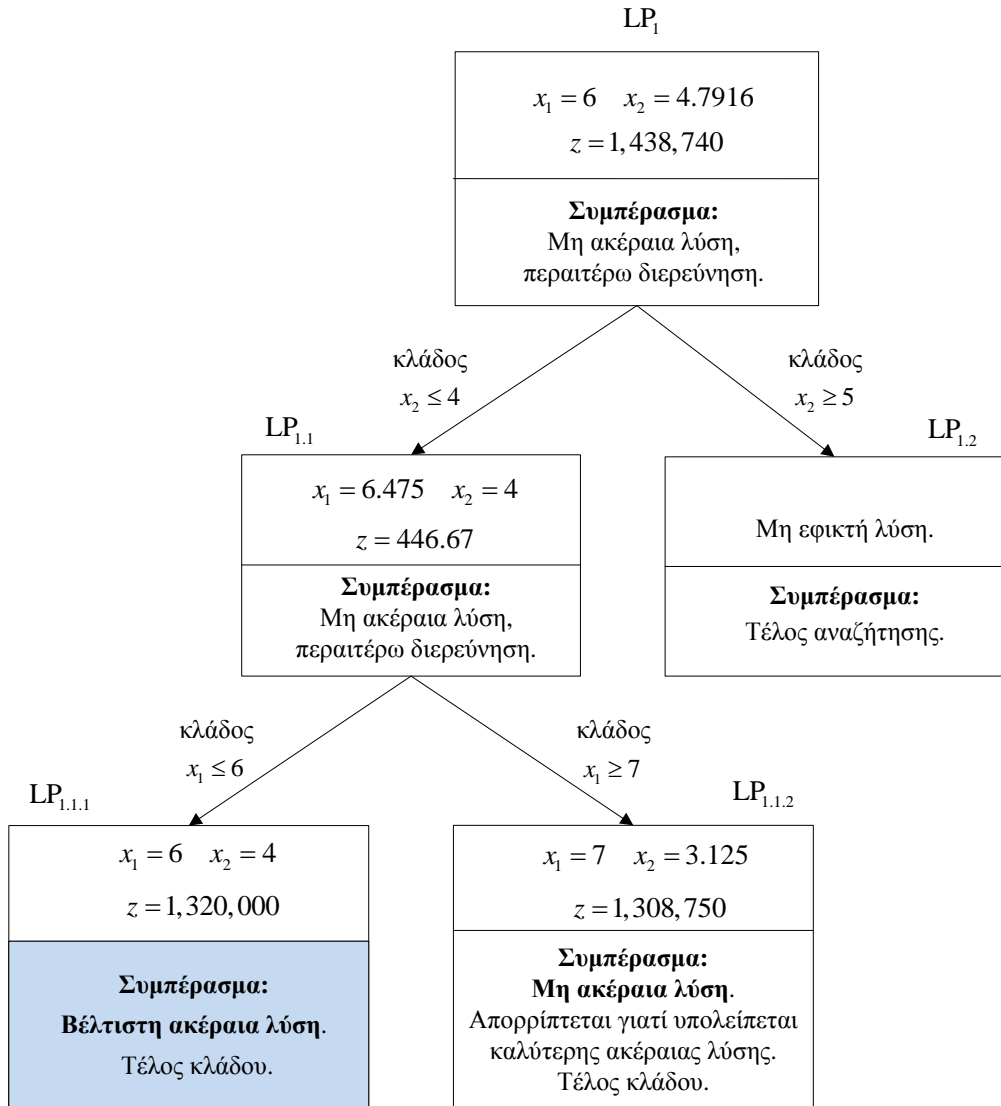 LP₁
x₁ = 6 x₂ = 4.7916
z = 1,438,740
Συμπέρασμα:
Μη ακέραια λύση,
περαιτέρω διερεύνηση.
κλάδος
x₂ ≤ 4
κλάδος
x₂ ≥ 5
LP₁.₁
x₁ = 6.475 x₂ = 4
z = 446.67
Συμπέρασμα:
Μη ακέραια λύση,
περαιτέρω διερεύνηση.
LP₁.₂
Μη εφικτή λύση.
Συμπέρασμα:
Τέλος αναζήτησης.
κλάδος
x₁ ≤ 6
κλάδος
x₁ ≥ 7
LP₁.₁.₁
x₁ = 6 x₂ = 4
z = 1,320,000
Συμπέρασμα:
Βέλτιστη ακέραια λύση.
Τέλος κλάδου.
LP₁.₁.₂
x₁ = 7 x₂ = 3.125
z = 1,308,750
Συμπέρασμα:
Μη ακέραια λύση.
Απορρίπτεται γιατί υπολείπεται
καλύτερης ακέραιας λύσης.
Τέλος κλάδου.